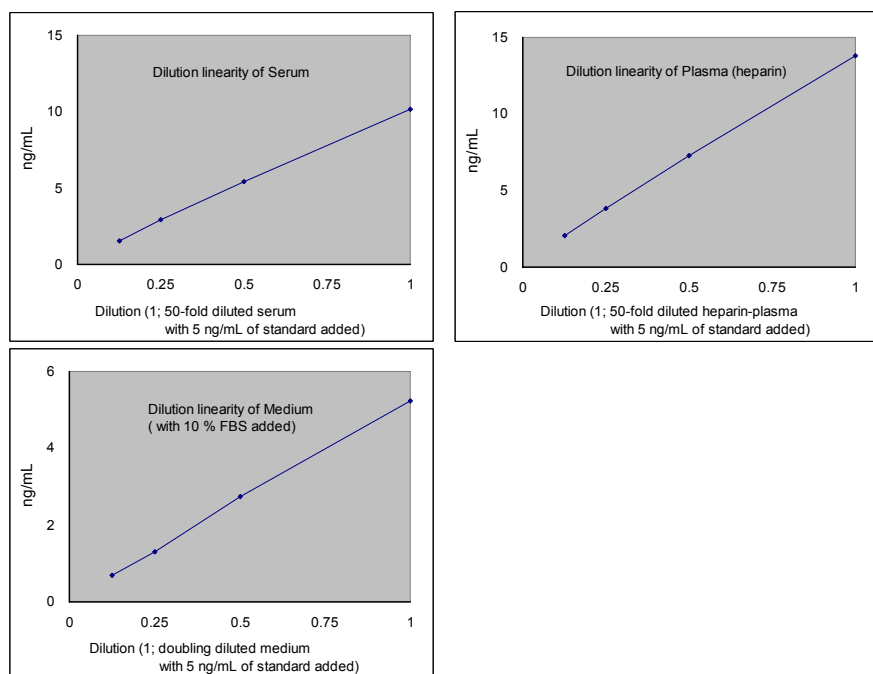 15
10
5
0
ng/mL
Dilution linearity of Serum
0 0.25 0.5 0.75 1
Dilution (1; 50-fold diluted serum
with 5 ng/mL of standard added)
15
10
5
0
ng/mL
Dilution linearity of Plasma (heparin)
0 0.25 0.5 0.75 1
Dilution (1; 50-fold diluted heparin-plasma
with 5 ng/mL of standard added)
6
4
2
0
ng/mL
Dilution linearity of Medium
( with 10 % FBS added)
0 0.25 0.5 0.75 1
Dilution (1; doubling diluted medium
with 5 ng/mL of standard added)